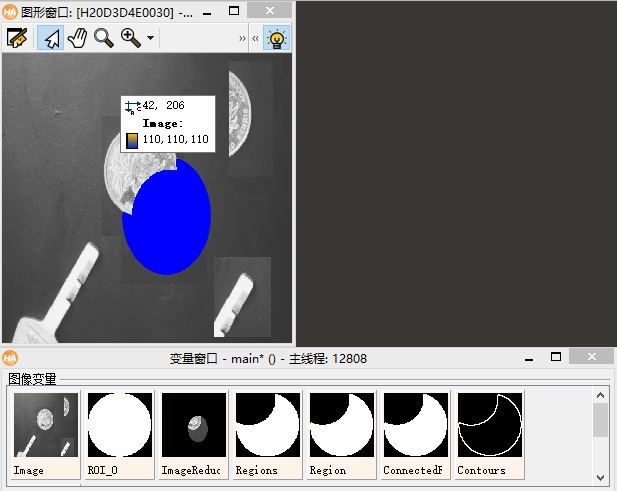 图形窗口: [H20D3D4E0030] -...
42, 206
Image:
110,110,110
变量窗口 - main* () - 主线程: 12808
图像变量
Image
ROI_0
ImageReduc
Regions
Region
ConnectedF
Contours